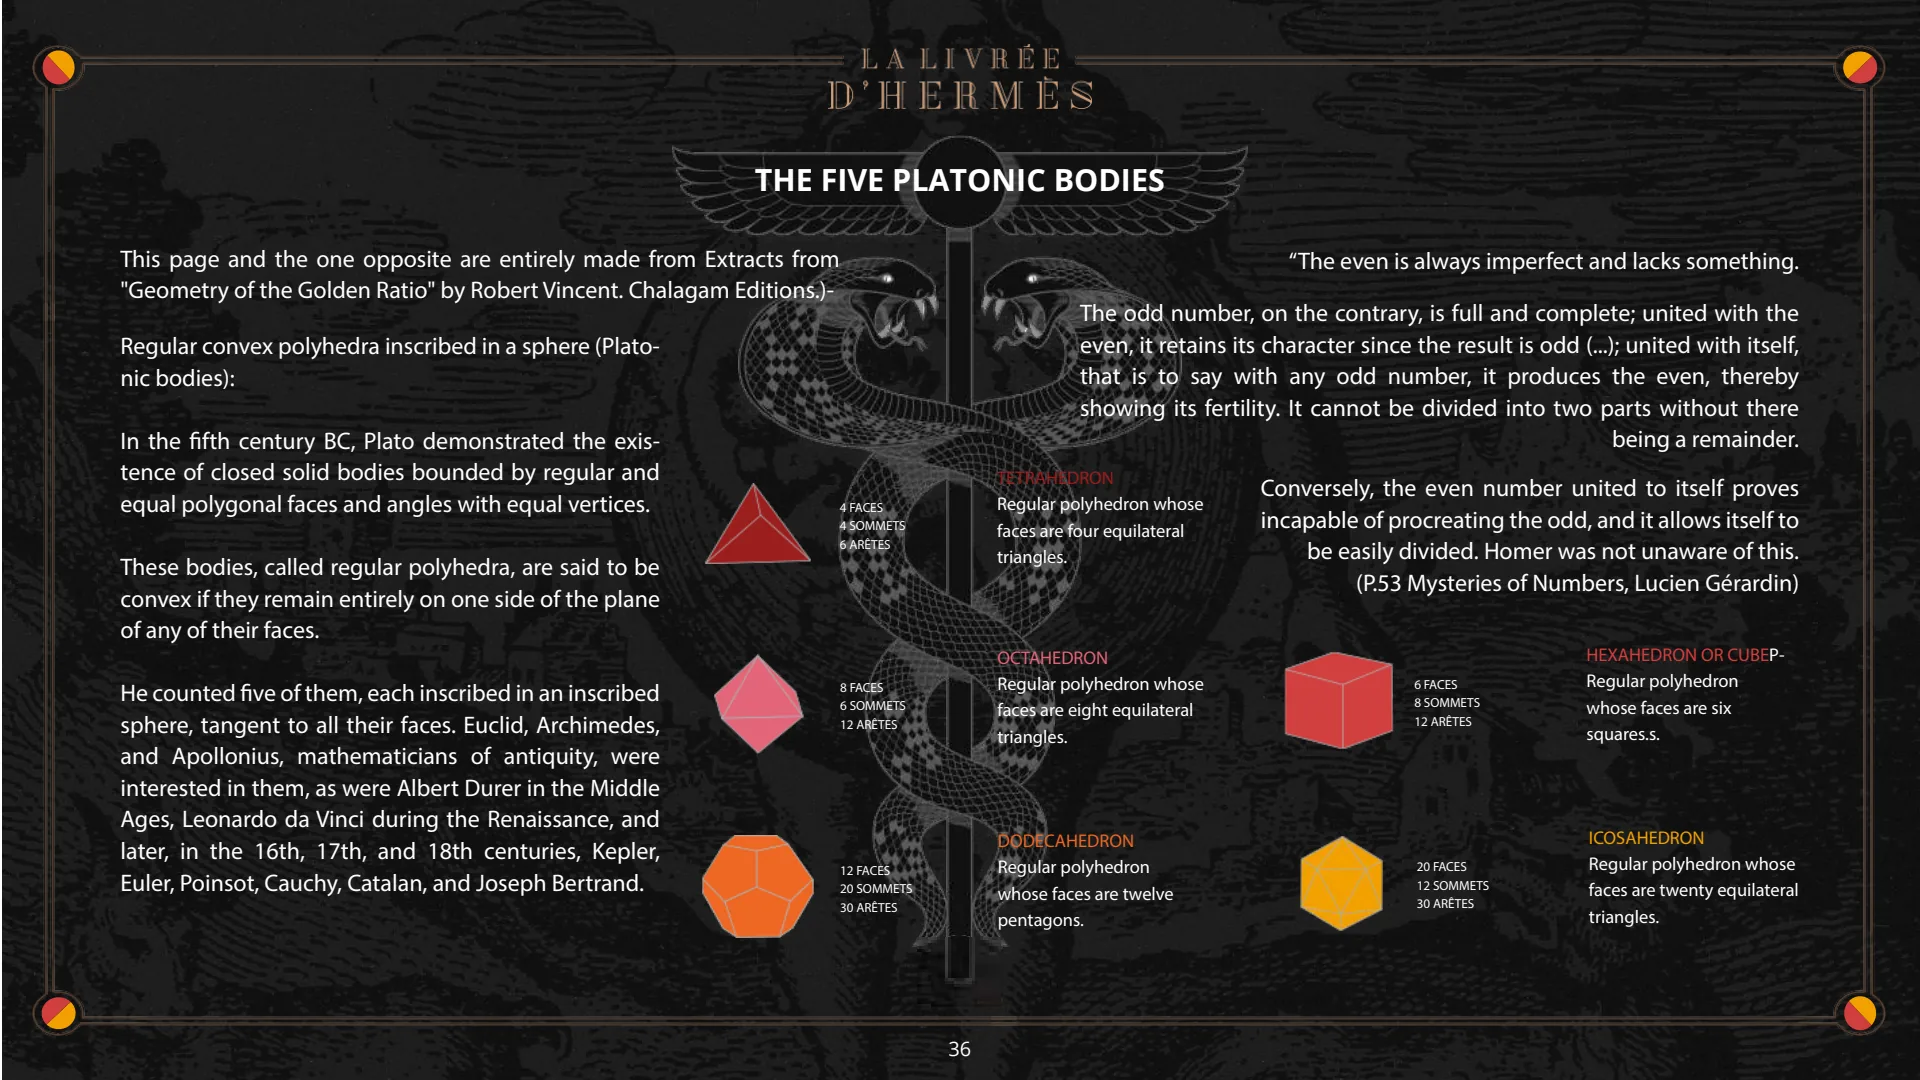 LA LIVRÉE
D'HERMÈS
THE FIVE PLATONIC BODIES
This page and the one opposite are entirely made from Extracts from
"Geometry of the Golden Ratio" by Robert Vincent. Chalagam Editions.)-
Regular convex polyhedra inscribed in a sphere (Plato-
nic bodies):
In the fifth century BC, Plato demonstrated the exis-
tence of closed solid bodies bounded by regular and
equal polygonal faces and angles with equal vertices.
These bodies, called regular polyhedra, are said to be
convex if they remain entirely on one side of the plane
of any of their faces.
He counted five of them, each inscribed in an inscribed
sphere, tangent to all their faces. Euclid, Archimedes,
and Apollonius, mathematicians of antiquity, were
interested in them, as were Albert Durer in the Middle
Ages, Leonardo da Vinci during the Renaissance, and
later, in the 16th, 17th, and 18th centuries, Kepler,
Euler, Poinsot, Cauchy, Catalan, and Joseph Bertrand.
“The even is always imperfect and lacks something.
The odd number, on the contrary, is full and complete; united with the
even, it retains its character since the result is odd (...); united with itself,
that is to say with any odd number, it produces the even, thereby
showing its fertility. It cannot be divided into two parts without there
being a remainder.
Conversely, the even number united to itself proves
incapable of procreating the odd, and it allows itself to
be easily divided. Homer was not unaware of this.
(P.53 Mysteries of Numbers, Lucien Gérardin)
4 FACES
4 SOMMETS
6 ARÊTES
TETRAHEDRON
Regular polyhedron whose
faces are four equilateral
triangles.
8 FACES
6 SOMMETS
12 ARÊTES
OCTAHEDRON
Regular polyhedron whose
faces are eight equilateral
triangles.
6 FACES
8 SOMMETS
12 ARÊTES
HEXAHEDRON OR CUBEP-
Regular polyhedron
whose faces are six
squares.s.
12 FACES
20 SOMMETS
30 ARÊTES
DODECAHEDRON
Regular polyhedron
whose faces are twelve
pentagons.
20 FACES
12 SOMMETS
30 ARÊTES
ICOSAHEDRON
Regular polyhedron whose
faces are twenty equilateral
triangles.
36